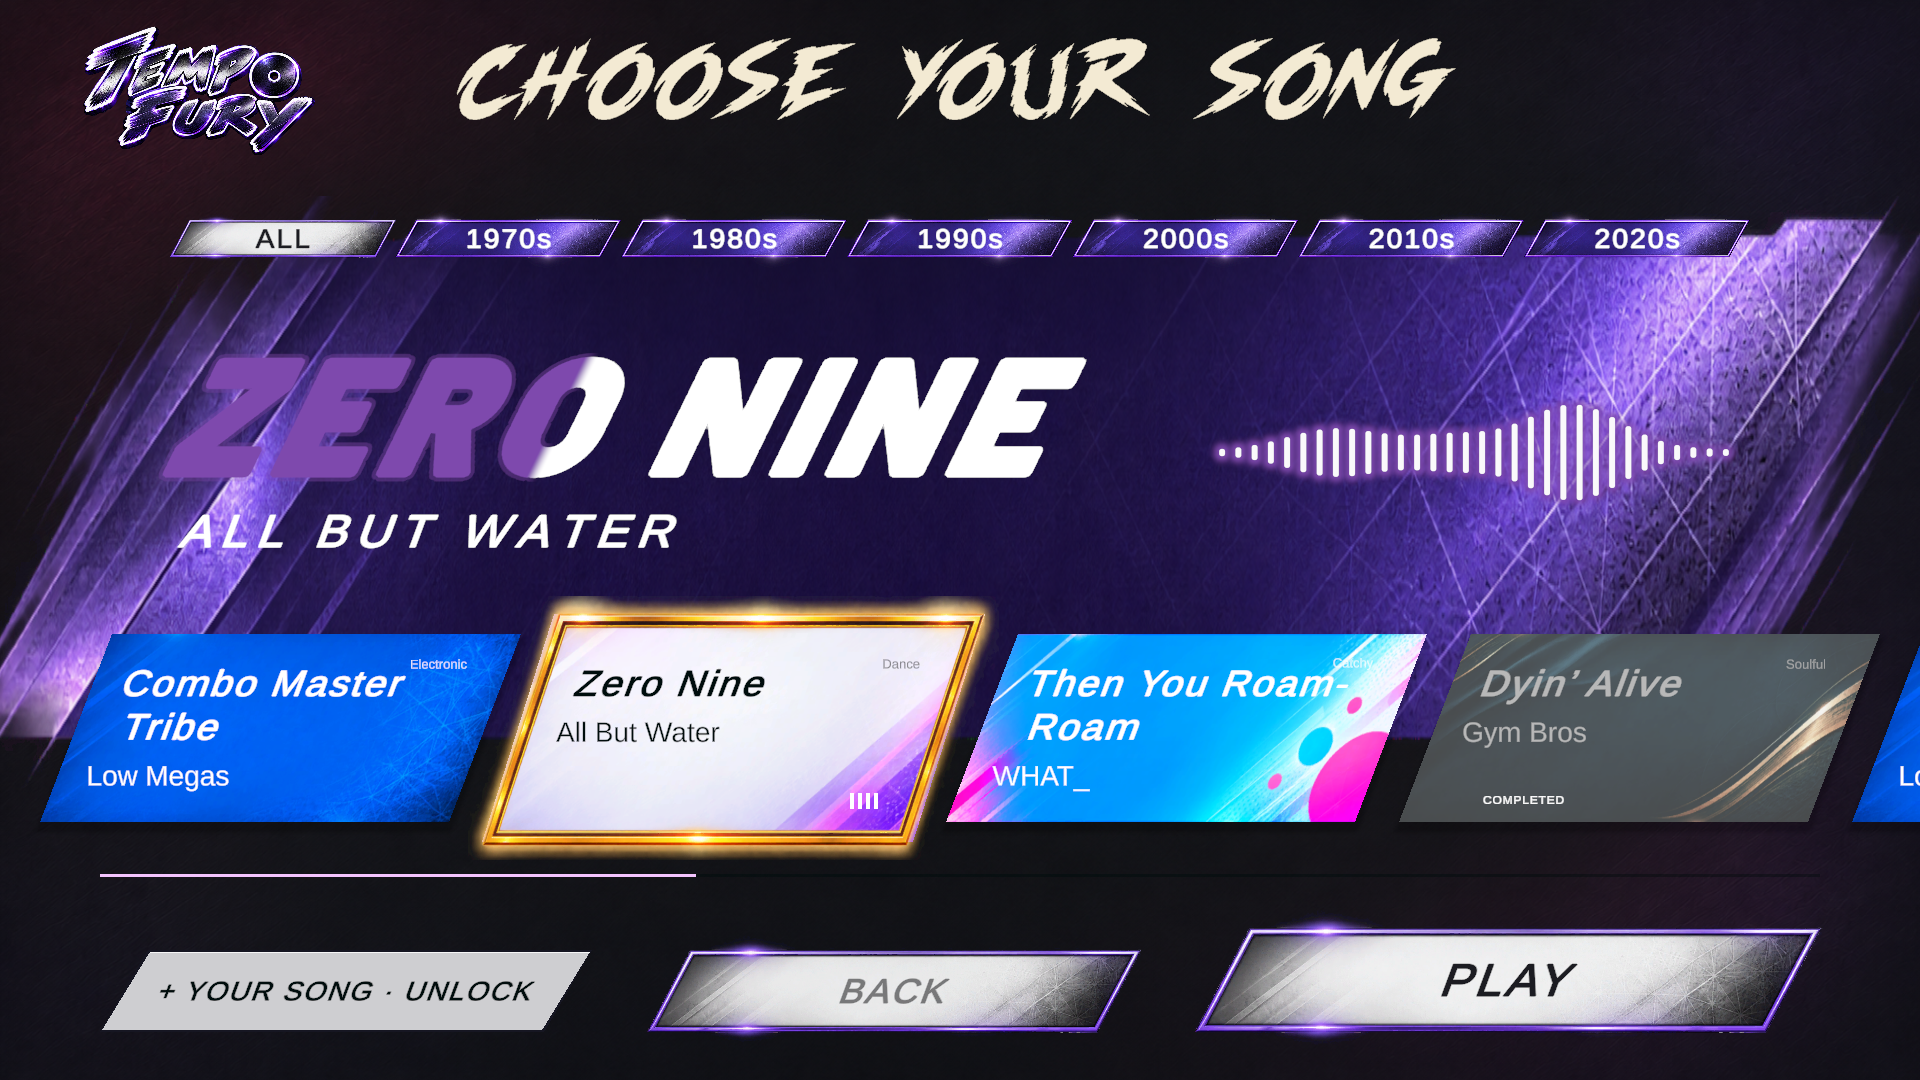 TEMPO
FURY
CHOOSE YOUR SONG
ALL
1970s
1980s
1990s
2000s
2010s
2020s
ZERO NINE
ALL BUT WATER
Electronic
Combo Master
Tribe
Low Megas
Dance
Zero Nine
All But Water
Catchy
Then You Roam-
Roam
WHAT_
Soulful
Dyin' Alive
Gym Bros
COMPLETED
Lo
+ YOUR SONG · UNLOCK
BACK
PLAY